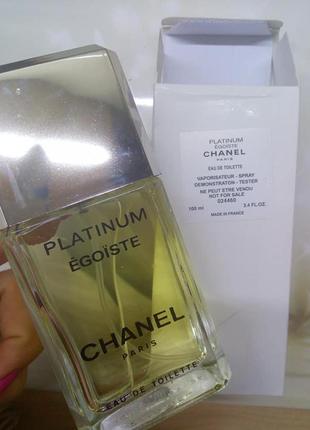 PLATINUM
ÉGOÏSTE
CHANEL
PARIS
EAU DE TOILETTE
PLATINUM
ÉGOÏSTE
CHANEL
PARIS
EAU DE TOILETTE
VAPORISATEUR - SPRAY
DEMONSTRATON - TESTER
NE PEUT ETRE VENDU
NOT FOR SALE
024460
100 ml 3.4 FL.OZ.
MADE IN FRANCE